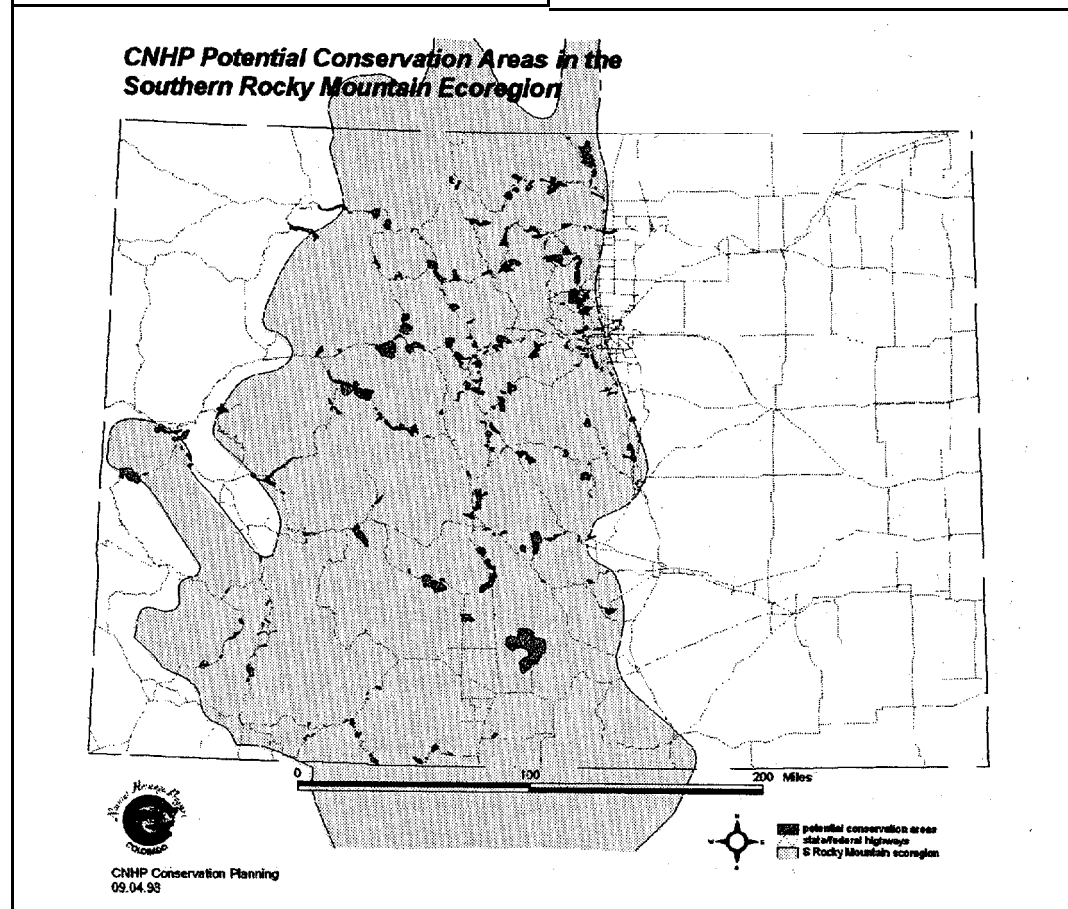 CNHP Potential Conservation Areas in the
Southern Rocky Mountain Ecoregion
0 100 200 Miles
COLORADO
potential conservation areas
state/federal highways
S Rocky Mountain ecoregion
CNHP Conservation Planning
09.04.98